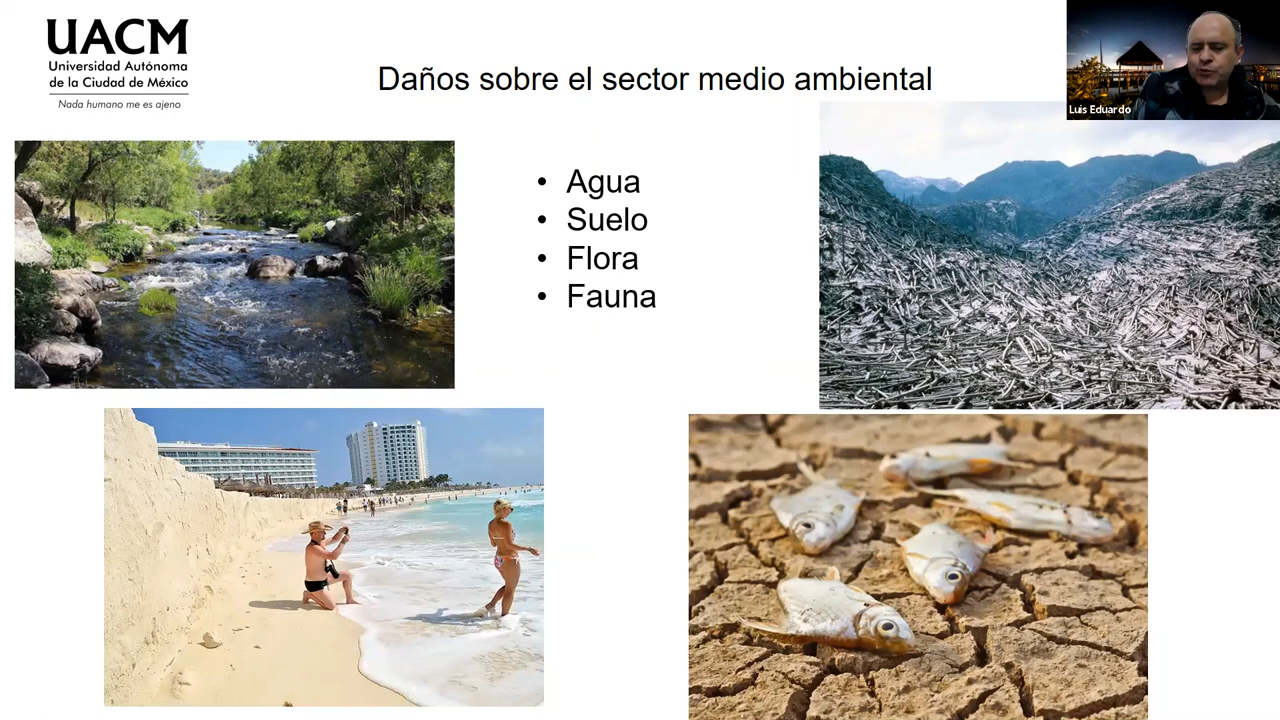 UACM
Universidad Autónoma
de la Ciudad de México
Nada humano me es ajeno
Daños sobre el sector medio ambiental
Luis Eduardo
• Agua
• Suelo
• Flora
• Fauna